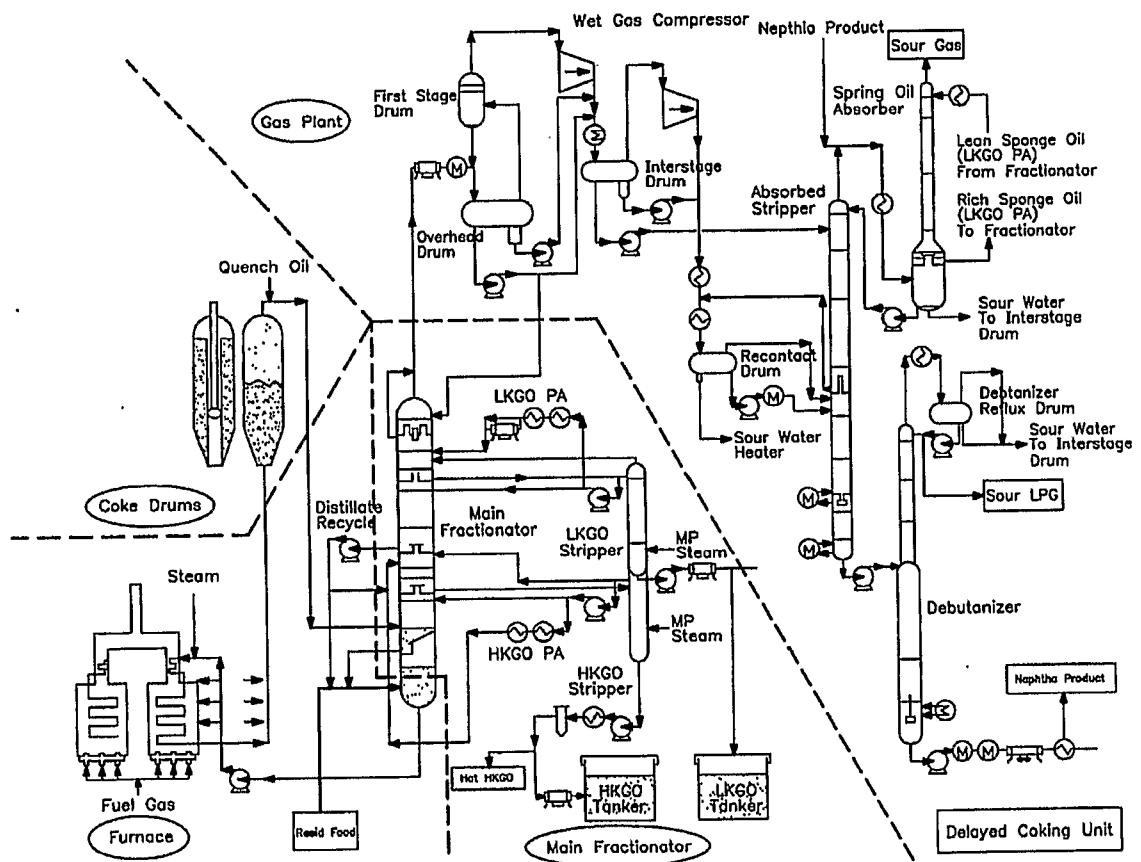 Wet Gas Compressor
Nepthia Product
Sour Gas
First Stage
Drum
Gas Plant
Spring Oil
Absorber
Lean Sponge Oil
(LKGO PA)
From Fractionator
Interstage
Drum
Absorbed
Stripper
Rich Sponge Oil
(LKGO PA)
To Fractionator
M
M
Overhead
Drum
Quench Oil
Sour Water
To Interstage
Drum
Recontact
Drum
M
LKGO PA
Debtanizer
Reflux Drum
Sour Water
To Interstage
Drum
Sour Water
Heater
Coke Drums
Distillate
Recycle
Main
Fractionator
LKGO
Stripper
MP
Steam
M
M
Sour LPG
Steam
MP
Steam
Debutanizer
HKGO PA
HKGO
Stripper
Naphtha Product
M
Hot HKGO
HKGO
Tanker
LKGO
Tanker
M
M
Fuel Gas
Furnace
Resid Food
Main Fractionator
Delayed Coking Unit